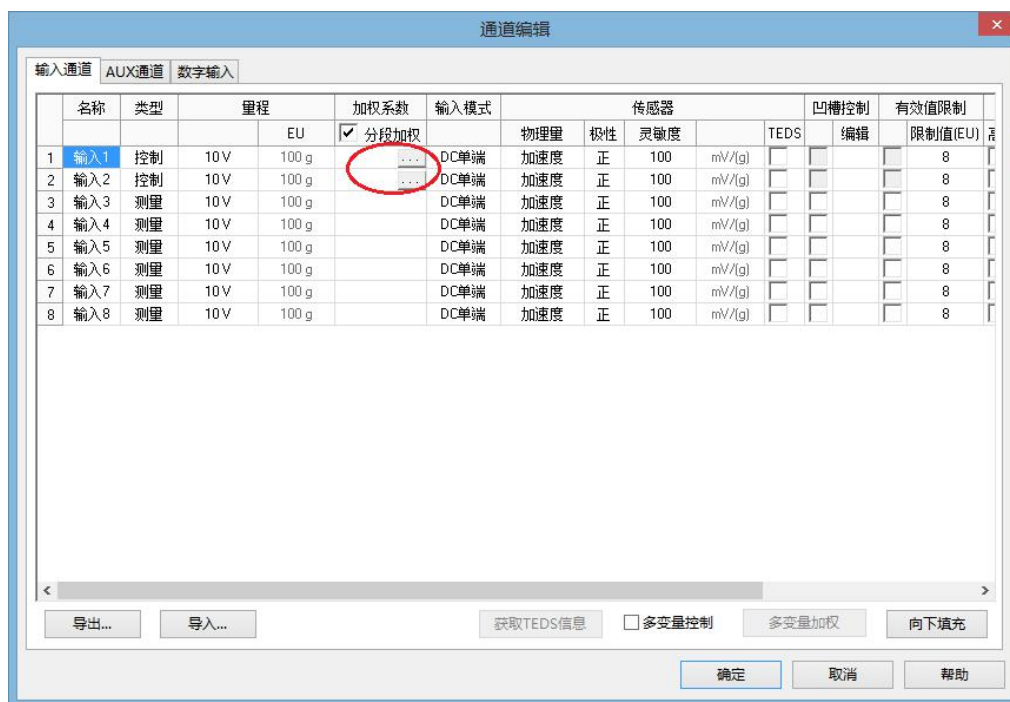 通道编辑
输入通道 AUX通道 数字输入
名称 类型 量程 加权系数 输入模式 传感器 凹槽控制 有效值限制
EU 分段加权 物理量 极性 灵敏度 TEDS 编辑 限制值(EU)
1 输入1 控制 10 V 100 g ... DC单端 加速度 正 100 mV/(g) 8
2 输入2 控制 10 V 100 g ... DC单端 加速度 正 100 mV/(g) 8
3 输入3 测量 10 V 100 g DC单端 加速度 正 100 mV/(g) 8
4 输入4 测量 10 V 100 g DC单端 加速度 正 100 mV/(g) 8
5 输入5 测量 10 V 100 g DC单端 加速度 正 100 mV/(g) 8
6 输入6 测量 10 V 100 g DC单端 加速度 正 100 mV/(g) 8
7 输入7 测量 10 V 100 g DC单端 加速度 正 100 mV/(g) 8
8 输入8 测量 10 V 100 g DC单端 加速度 正 100 mV/(g) 8
导出... 导入... 获取TEDS信息 多变量控制 多变量加权 向下填充
确定 取消 帮助